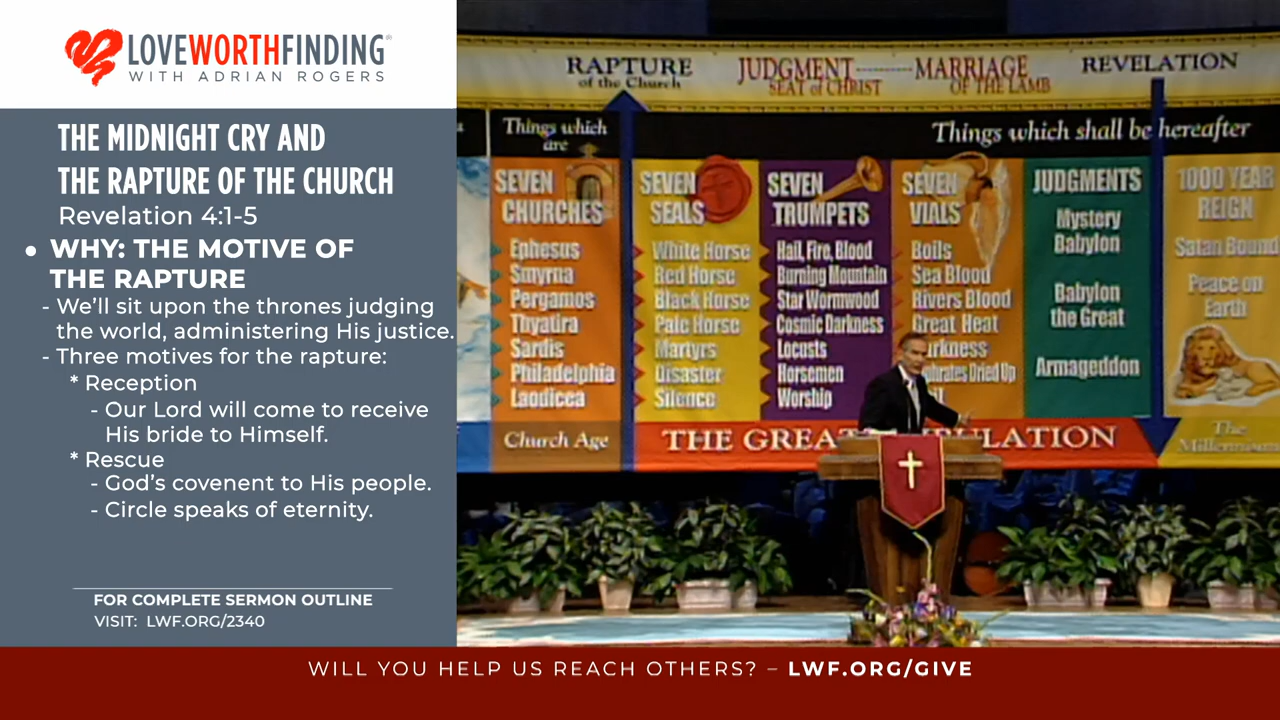 LOVEWORTHFINDING®
WITH ADRIAN ROGERS
THE MIDNIGHT CRY AND
THE RAPTURE OF THE CHURCH
Revelation 4:1-5
• WHY: THE MOTIVE OF
THE RAPTURE
- We'll sit upon the thrones judging
the world, administering His justice.
- Three motives for the rapture:
* Reception
- Our Lord will come to receive
His bride to Himself.
* Rescue
- God's covenent to His people.
- Circle speaks of eternity.
FOR COMPLETE SERMON OUTLINE
VISIT: LWF.ORG/2340
RAPTURE
of the Church
JUDGMENT
SEAT of CHRIST
MARRIAGE
OF THE LAMB
REVELATION
Things which
are
Things which shall be hereafter
SEVEN
CHURCHES
Ephesus
Smyrna
Pergamos
Thyatira
Sardis
Philadelphia
Laodicea
Church Age
SEVEN
SEALS
White Horse
Red Horse
Black Horse
Pale Horse
Martyrs
Disaster
Silence
SEVEN
TRUMPETS
Hail, Fire, Blood
Burning Mountain
Star Wormwood
Cosmic Darkness
Locusts
Horsemen
Worship
SEVEN
VIALS
Boils
Sea Blood
Rivers Blood
Great Heat
Dried Up
JUDGMENTS
Mystery
Babylon
Babylon
the Great
Armageddon
1000 YEAR
REIGN
Satan Bound
Peace on
Earth
The
Millennium
THE GREAT
WILL YOU HELP US REACH OTHERS? – LWF.ORG/GIVE